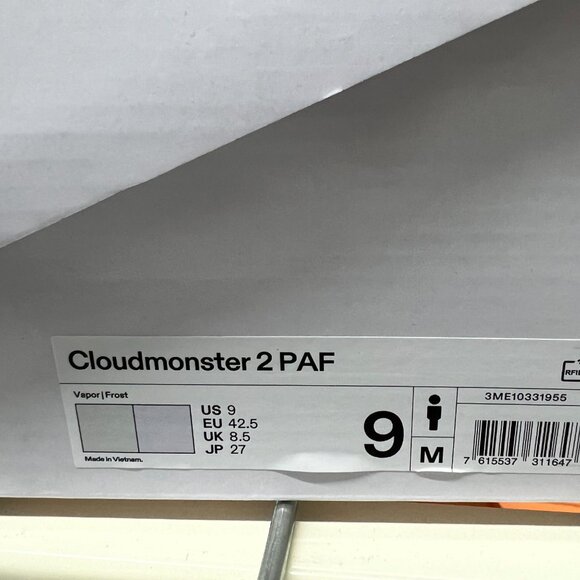 Cloudmonster 2 PAF
RFID
Vapor | Frost
US 9
EU 42.5
UK 8.5
JP 27
Made in Vietnam.
9
M
3ME10331955
7 615537 311647